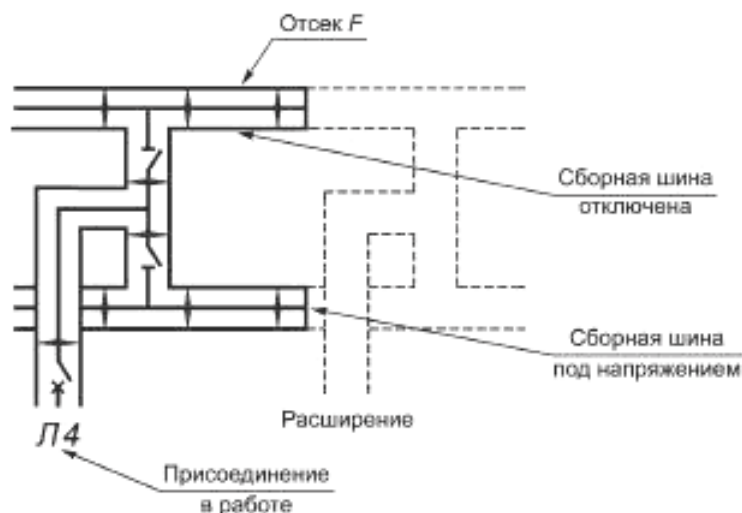 Отсек F
Сборная шина
отключена
Сборная шина
под напряжением
Расширение
Л4
Присоединение
в работе